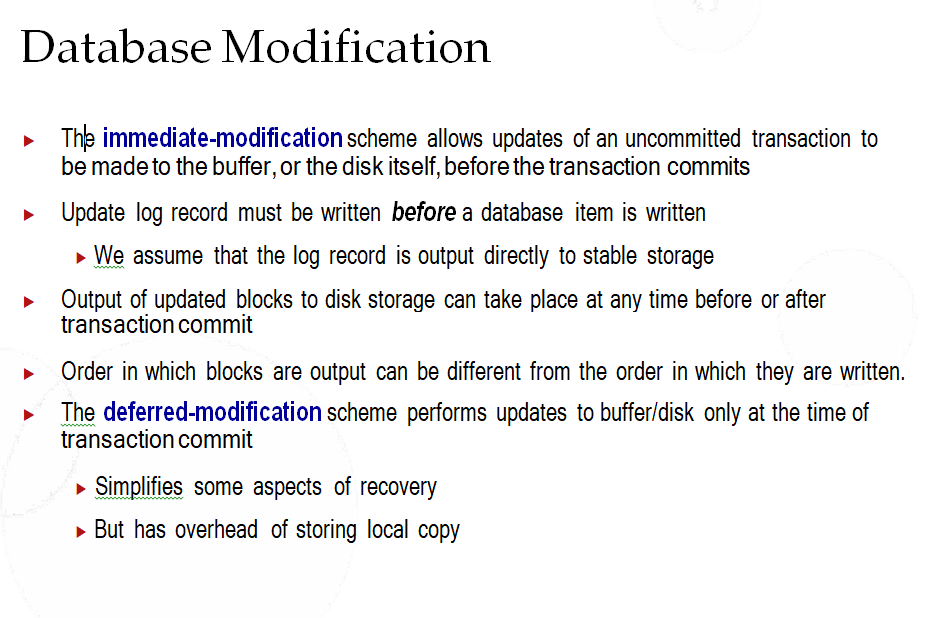 Database Modification
The immediate-modification scheme allows updates of an uncommitted transaction to
be made to the buffer, or the disk itself, before the transaction commits
Update log record must be written before a database item is written
We assume that the log record is output directly to stable storage
Output of updated blocks to disk storage can take place at any time before or after
transaction commit
Order in which blocks are output can be different from the order in which they are written.
The deferred-modification scheme performs updates to buffer/disk only at the time of
transaction commit
Simplifies some aspects of recovery
But has overhead of storing local copy